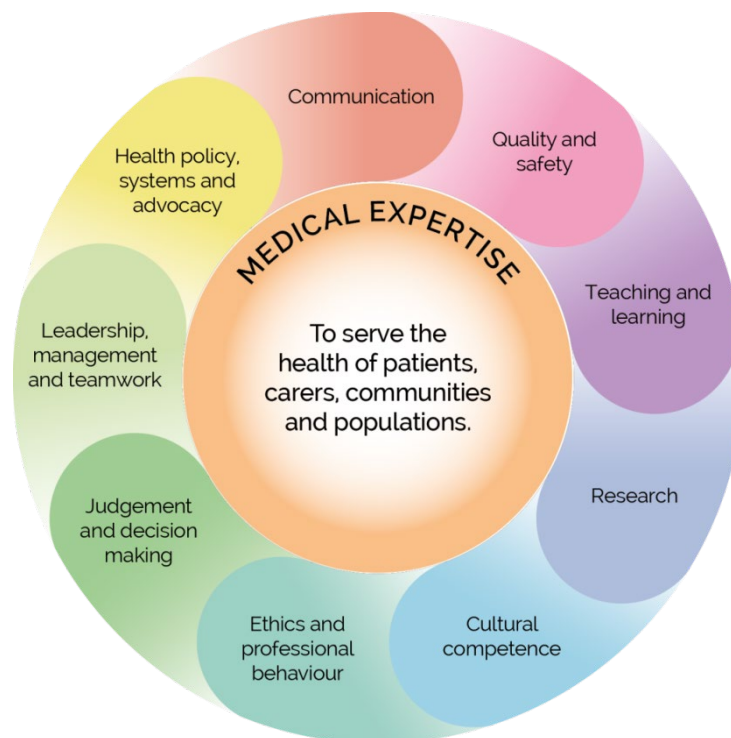 Communication
Quality and
safety
Teaching and
learning
Research
Cultural
competence
Ethics and
professional
behaviour
Judgement
and decision
making
Leadership,
management
and teamwork
Health policy,
systems and
advocacy
MEDICAL EXPERTISE
To serve the
health of patients,
carers, communities
and populations.